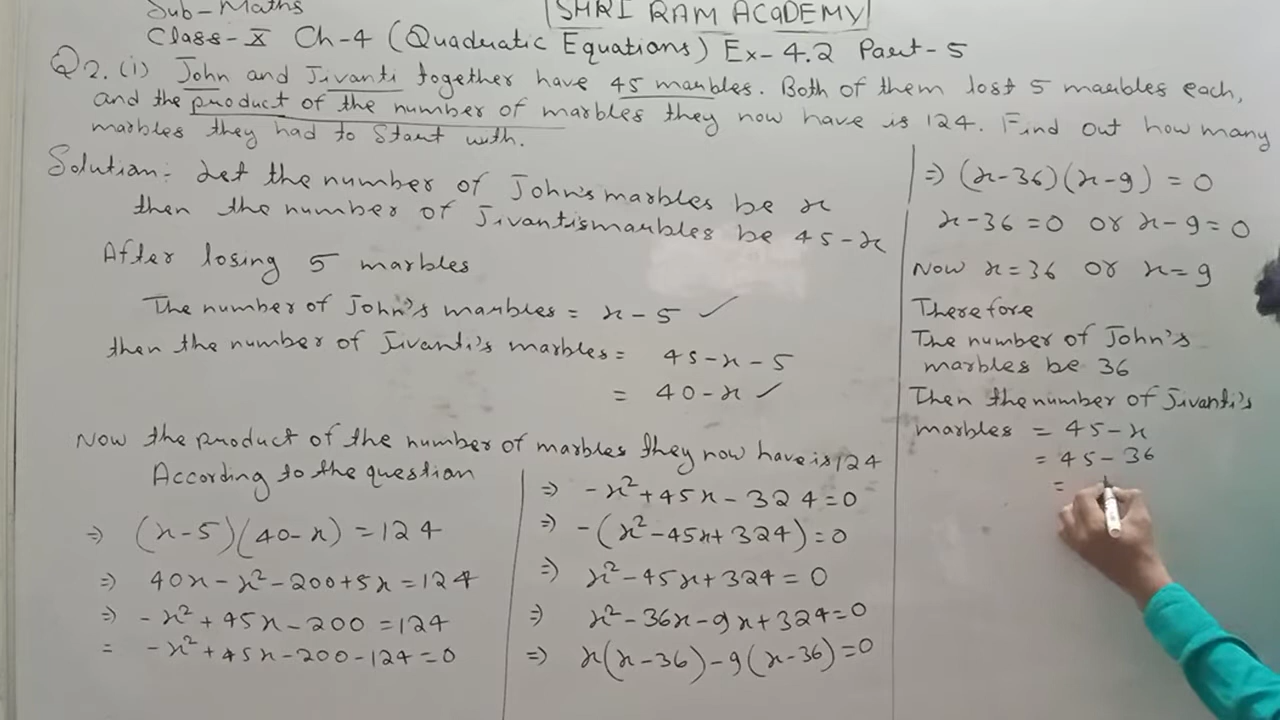 Sub-Maths
SHRI RAM ACADEMY
Class-X Ch-4 (Quadratic Equations) Ex-4.2 Part-5
Q2.(i) John and Jivanti together have 45 marbles. Both of them lost 5 marbles each,
and the product of the number of marbles they now have is 124. Find out how many
marbles they had to start with.
Solution:- Let the number of John's marbles be x
then the number of Jivantis marbles be 45-x
After losing 5 marbles
The number of John's marbles = x-5 ✓
then the number of Jivanti's marbles = 45-x-5
= 40-x ✓
Now the product of the number of marbles they now have is 124
According to the question
⇒ (x-5)(40-x) = 124
⇒ 40x-x²-200+5x = 124
⇒ -x²+45x-200 = 124
= -x²+45x-200-124=0
⇒ -x²+45x-324=0
⇒ -(x²-45x+324)=0
⇒ x²-45x+324=0
⇒ x²-36x-9x+324=0
⇒ x(x-36)-9(x-36)=0
⇒ (x-36)(x-9)=0
x-36=0 or x-9=0
Now x=36 or x=9
Therefore
The number of John's
marbles be 36
Then the number of Jivanti's
marbles = 45-x
= 45-36
=